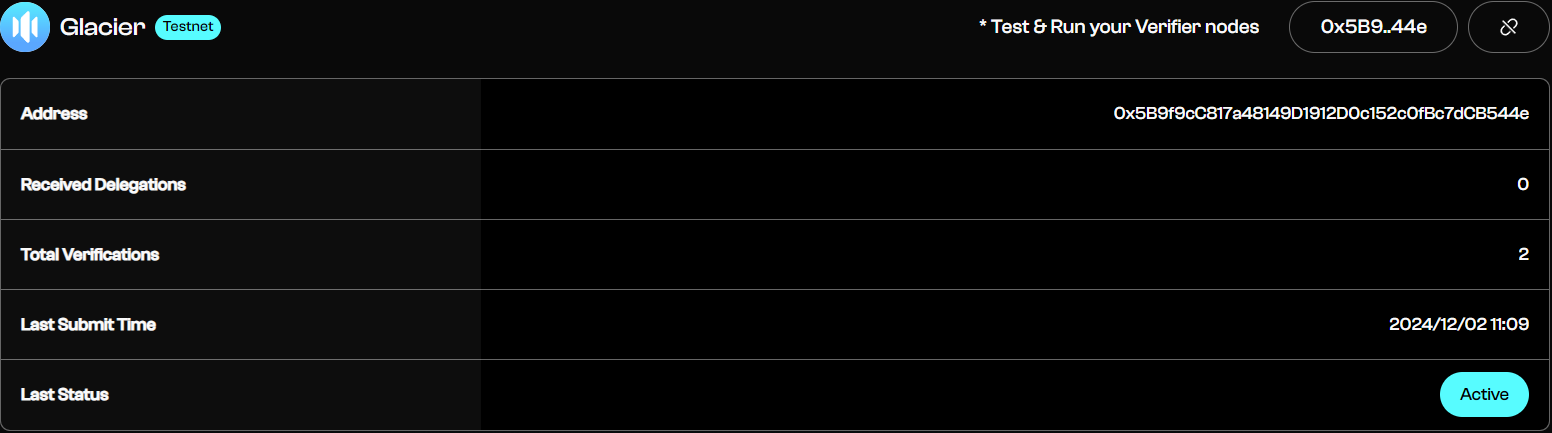 Glacier Testnet * Test & Run your Verifier nodes 0x5B9..44e
Address 0x5B9f9cC817a48149D1912D0c152c0fBc7dCB544e
Received Delegations 0
Total Verifications 2
Last Submit Time 2024/12/02 11:09
Last Status Active